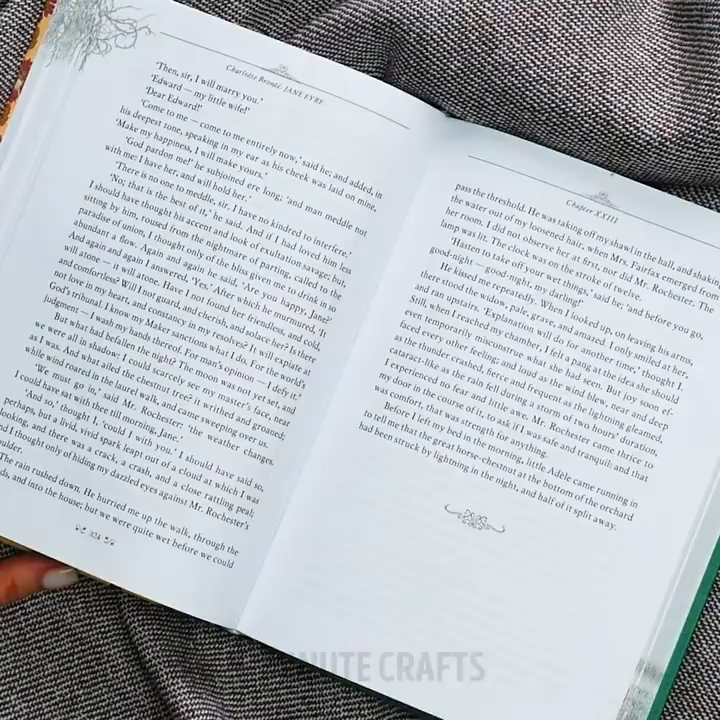 Charlotte Brontë: JANE EYRE
'Then, sir, I will marry you.'
'Edward — my little wife!'
'Dear Edward!'
'Come to me — come to me entirely now,' said he; and added, in
his deepest tone, speaking in my ear as his cheek was laid on mine,
'Make my happiness, I will make yours.'
'God pardon me!' he subjoined ere long, 'and man meddle not
with me: I have her, and will hold her.'
'There is no one to meddle, sir. I have no kindred to interfere.'
'No; that is the best of it,' he said. And if I had loved him less
I should have thought his accent and look of exultation savage; but,
sitting by him, roused from the nightmare of parting, called to the
paradise of union, I thought only of the bliss given me to drink in so
abundant a flow. Again and again he said, 'Are you happy, Jane?'
And again and again I answered, 'Yes.' After which he murmured, 'It
will atone — it will atone. Have I not found her friendless, and cold,
and comfortless? Will I not guard, and cherish, and solace her? Is there
not love in my heart, and constancy in my resolves? It will expiate at
God's tribunal. I know my Maker sanctions what I do. For the world's
judgment — I wash my hands thereof. For man's opinion — I defy it.'
But what had befallen the night? The moon was not yet set, and
we were all in shadow: I could scarcely see my master's face, near
as I was. And what ailed the chestnut tree? it writhed and groaned;
while wind roared in the laurel walk, and came sweeping over us.
'We must go in,' said Mr. Rochester: 'the weather changes.
I could have sat with thee till morning, Jane.'
'And so,' thought I, 'could I with you.' I should have said so,
perhaps, but a livid, vivid spark leapt out of a cloud at which I was
looking, and there was a crack, a crash, and a close rattling peal;
nd I thought only of hiding my dazzled eyes against Mr. Rochester's
ulder.
The rain rushed down. He hurried me up the walk, through the
ds, and into the house; but we were quite wet before we could
324
Chapter XXIII
pass the threshold. He was taking off my shawl in the hall, and shakin
the water out of my loosened hair, when Mrs. Fairfax emerged from
her room. I did not observe her at first, nor did Mr. Rochester. The
lamp was lit. The clock was on the stroke of twelve.
'Hasten to take off your wet things,' said he; 'and before you go,
good-night — good-night, my darling!'
He kissed me repeatedly. When I looked up, on leaving his arms,
there stood the widow, pale, grave, and amazed. I only smiled at her,
and ran upstairs. 'Explanation will do for another time,' thought I.
Still, when I reached my chamber, I felt a pang at the idea she should
even temporarily misconstrue what she had seen. But joy soon ef-
faced every other feeling; and loud as the wind blew, near and deep
as the thunder crashed, fierce and frequent as the lightning gleamed,
cataract-like as the rain fell during a storm of two hours' duration,
I experienced no fear and little awe. Mr. Rochester came thrice to
my door in the course of it, to ask if I was safe and tranquil: and that
was comfort, that was strength for anything.
Before I left my bed in the morning, little Adèle came running in
to tell me that the great horse-chestnut at the bottom of the orchard
had been struck by lightning in the night, and half of it split away.
NUTE CRAFTS